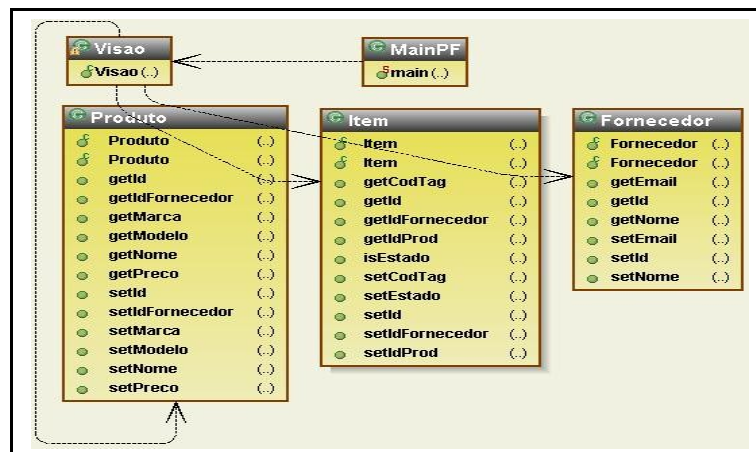 Visao
Visao (..)
MainPF
main (..)
Produto
Produto (..)
Produto (..)
getId (..)
getIdFornecedor (..)
getMarca (..)
getModelo (..)
getNome (..)
getPreco (..)
setId (..)
setIdFornecedor (..)
setMarca (..)
setModelo (..)
setNome (..)
setPreco (..)
Item
Item (..)
Item (..)
getCodTag (..)
getId (..)
getIdFornecedor (..)
getIdProd (..)
isEstado (..)
setCodTag (..)
setEstado (..)
setId (..)
setIdFornecedor (..)
setIdProd (..)
Fornecedor
Fornecedor (..)
Fornecedor (..)
getEmail (..)
getId (..)
getNome (..)
setEmail (..)
setId (..)
setNome (..)